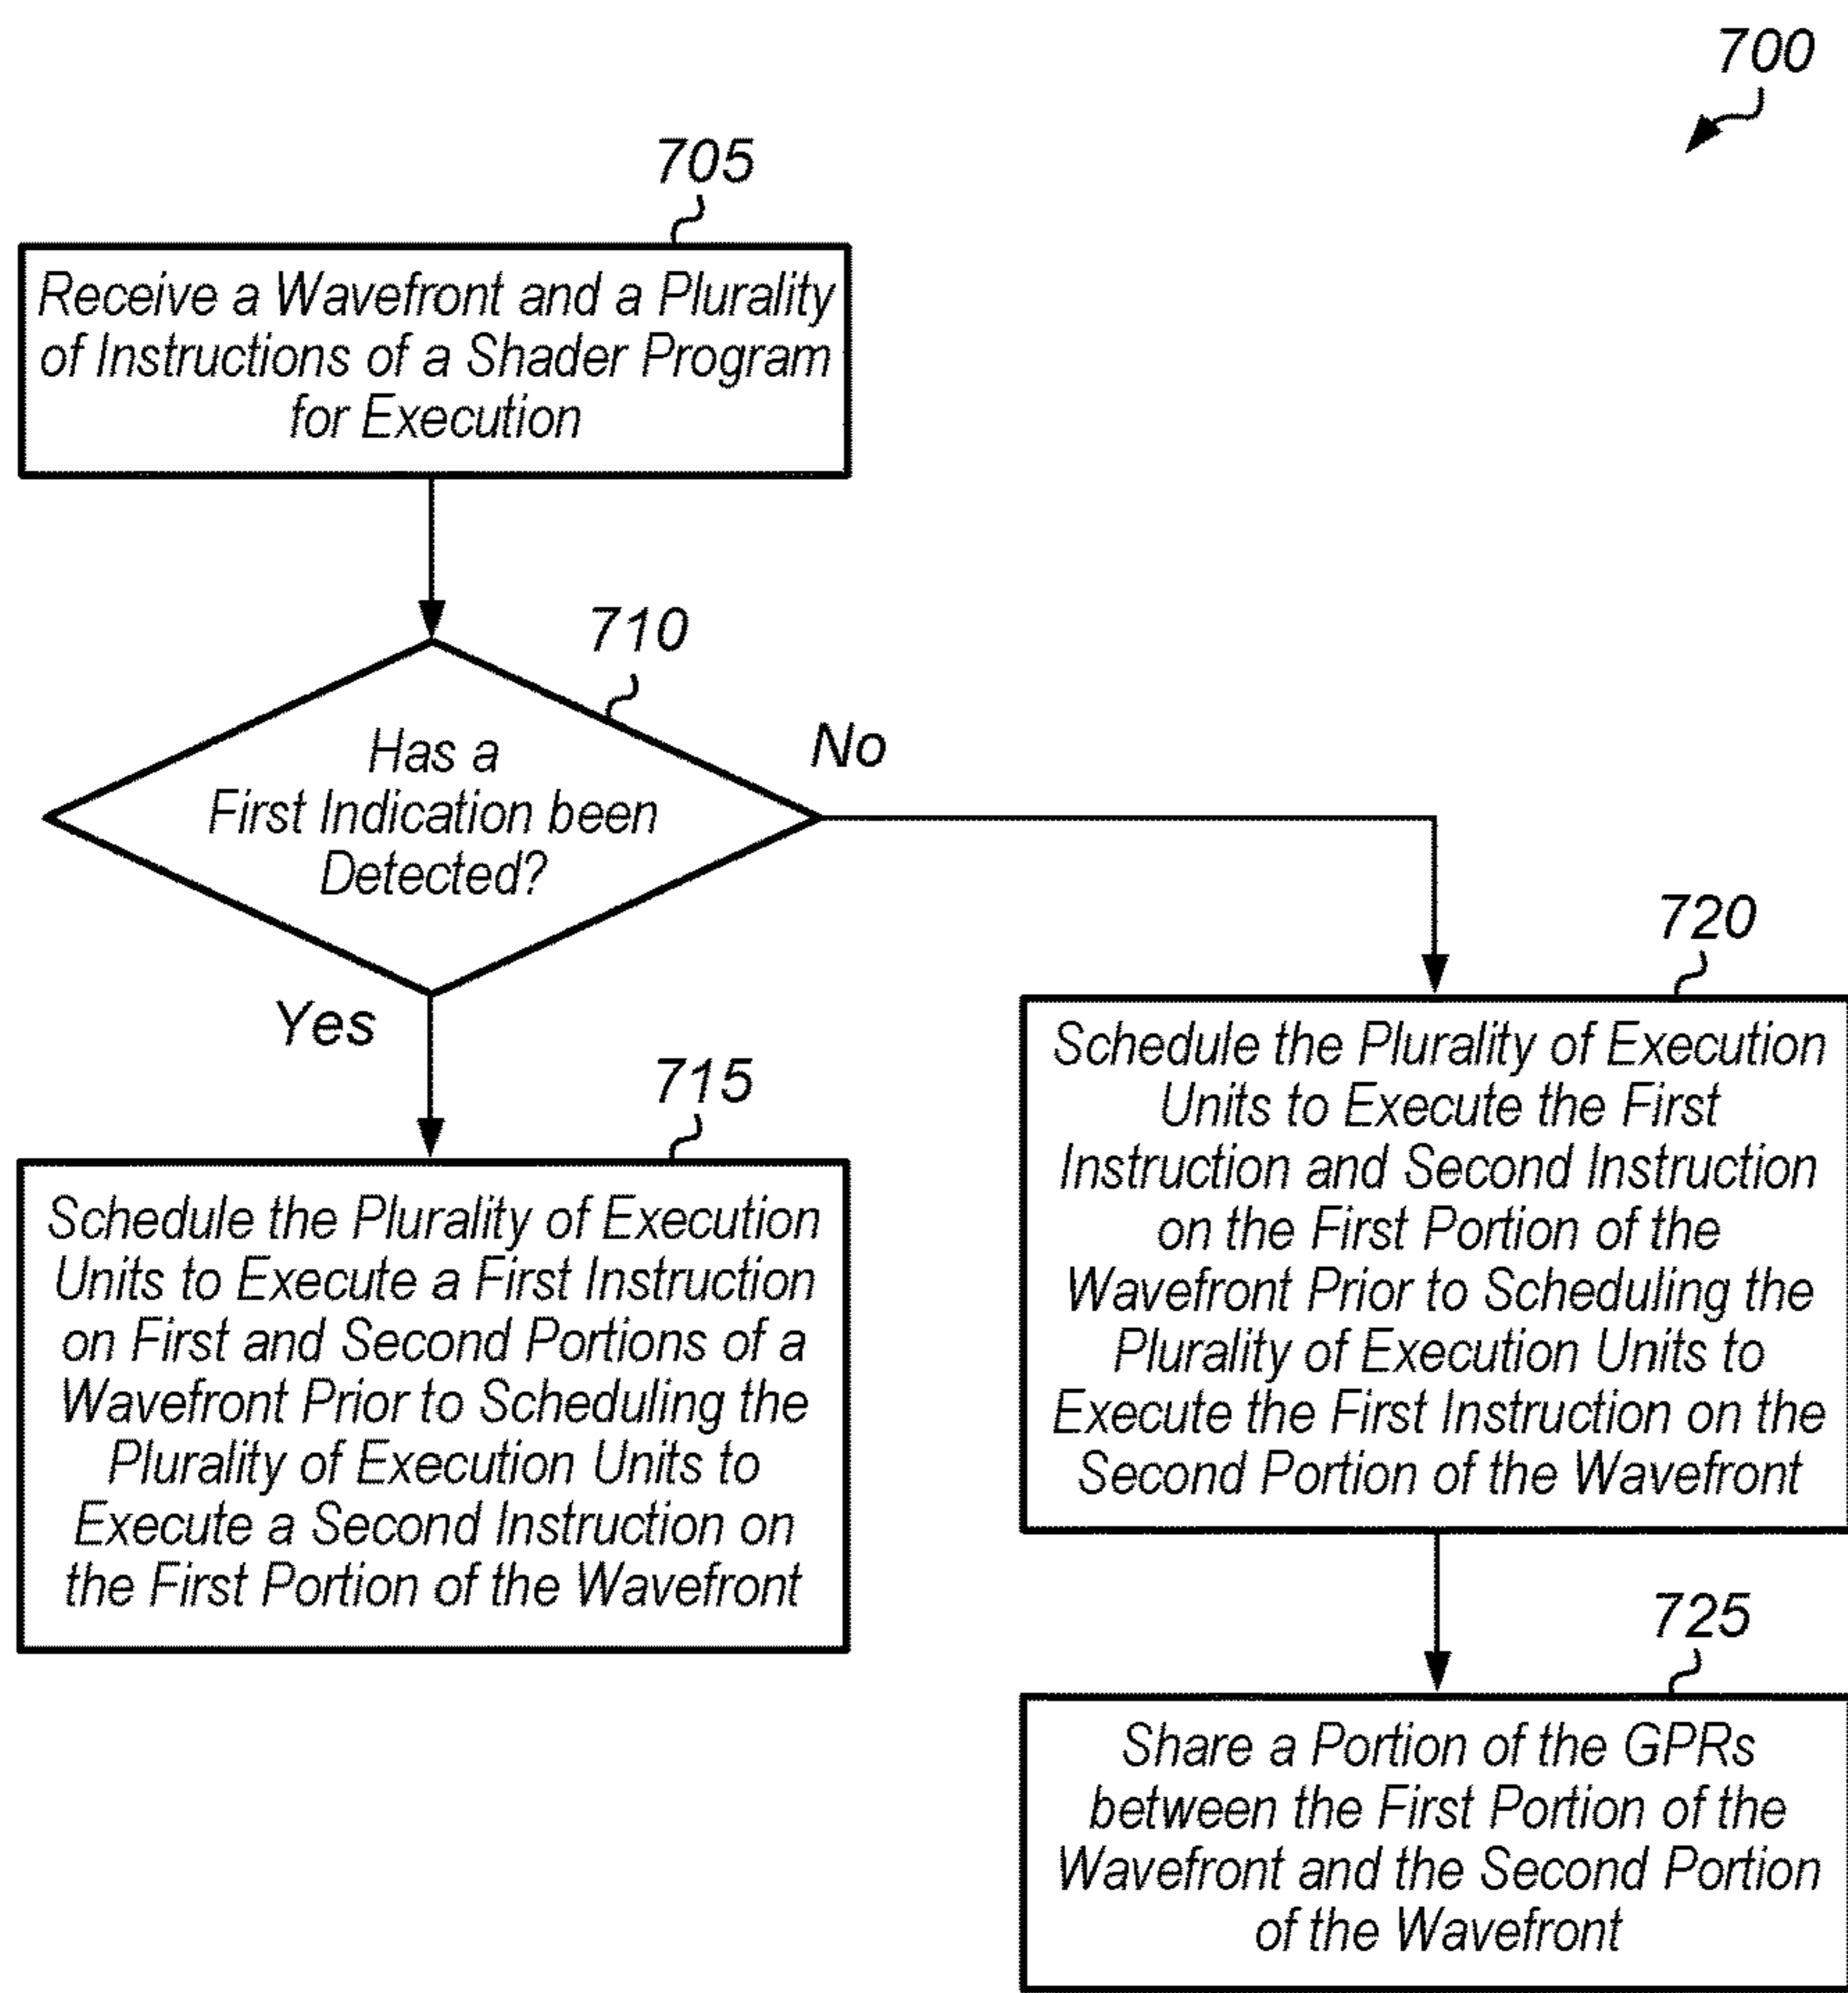 700
705
Receive a Wavefront and a Plurality
of Instructions of a Shader Program
for Execution
710
Has a
First Indication been
Detected?
No
Yes
715
Schedule the Plurality of Execution
Units to Execute a First Instruction
on First and Second Portions of a
Wavefront Prior to Scheduling the
Plurality of Execution Units to
Execute a Second Instruction on
the First Portion of the Wavefront
720
Schedule the Plurality of Execution
Units to Execute the First
Instruction and Second Instruction
on the First Portion of the
Wavefront Prior to Scheduling the
Plurality of Execution Units to
Execute the First Instruction on the
Second Portion of the Wavefront
725
Share a Portion of the GPRs
between the First Portion of the
Wavefront and the Second Portion
of the Wavefront